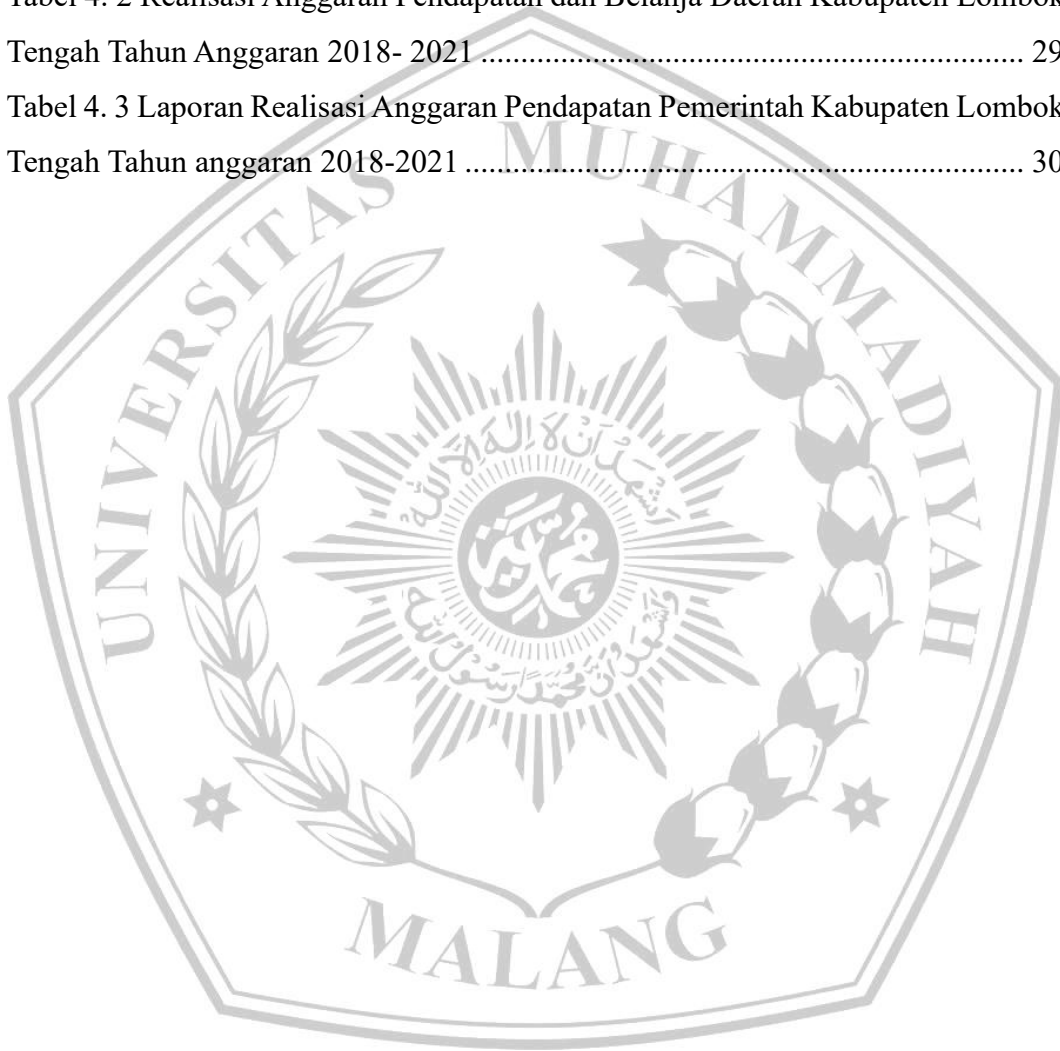 Tabel 4. 2 Realisasi Anggaran Pendapatan dan Belanja Daerah Kabupaten Lombok
Tengah Tahun Anggaran 2018- 2021 .................................................................... 29
Tabel 4. 3 Laporan Realisasi Anggaran Pendapatan Pemerintah Kabupaten Lombok
Tengah Tahun anggaran 2018-2021 ...................................................................... 30
UNIVERSITAS MUHAMMADIYAH
MALANG